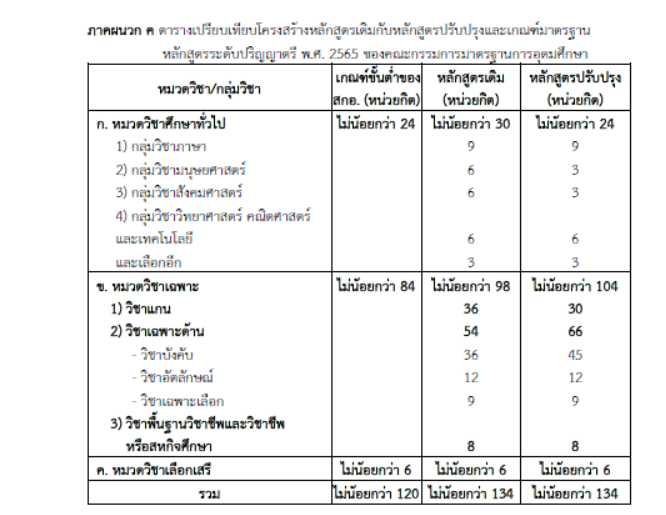 ภาคผนวก ค ตารางเปรียบเทียบโครงสร้างหลักสูตรเดิมกับหลักสูตรปรับปรุงและเกณฑ์มาตรฐาน
หลักสูตรระดับปริญญาตรี พ.ศ. 2565 ของคณะกรรมการมาตรฐานการอุดมศึกษา
หมวดวิชา/กลุ่มวิชา เกณฑ์ขั้นต่ำของ สกอ. (หน่วยกิต) หลักสูตรเดิม (หน่วยกิต) หลักสูตรปรับปรุง (หน่วยกิต)
ก. หมวดวิชาศึกษาทั่วไป ไม่น้อยกว่า 24 ไม่น้อยกว่า 30 ไม่น้อยกว่า 24
1) กลุ่มวิชาภาษา 9 9
2) กลุ่มวิชามนุษยศาสตร์ 6 3
3) กลุ่มวิชาสังคมศาสตร์ 6 3
4) กลุ่มวิชาวิทยาศาสตร์ คณิตศาสตร์
และเทคโนโลยี 6 6
และเลือกอีก 3 3
ข. หมวดวิชาเฉพาะ ไม่น้อยกว่า 84 ไม่น้อยกว่า 98 ไม่น้อยกว่า 104
1) วิชาแกน 36 30
2) วิชาเฉพาะด้าน 54 66
- วิชาบังคับ 36 45
- วิชาอัตลักษณ์ 12 12
- วิชาเฉพาะเลือก 9 9
3) วิชาพื้นฐานวิชาชีพและวิชาชีพ
หรือสหกิจศึกษา 8 8
ค. หมวดวิชาเลือกเสรี ไม่น้อยกว่า 6 ไม่น้อยกว่า 6 ไม่น้อยกว่า 6
รวม ไม่น้อยกว่า 120 ไม่น้อยกว่า 134 ไม่น้อยกว่า 134